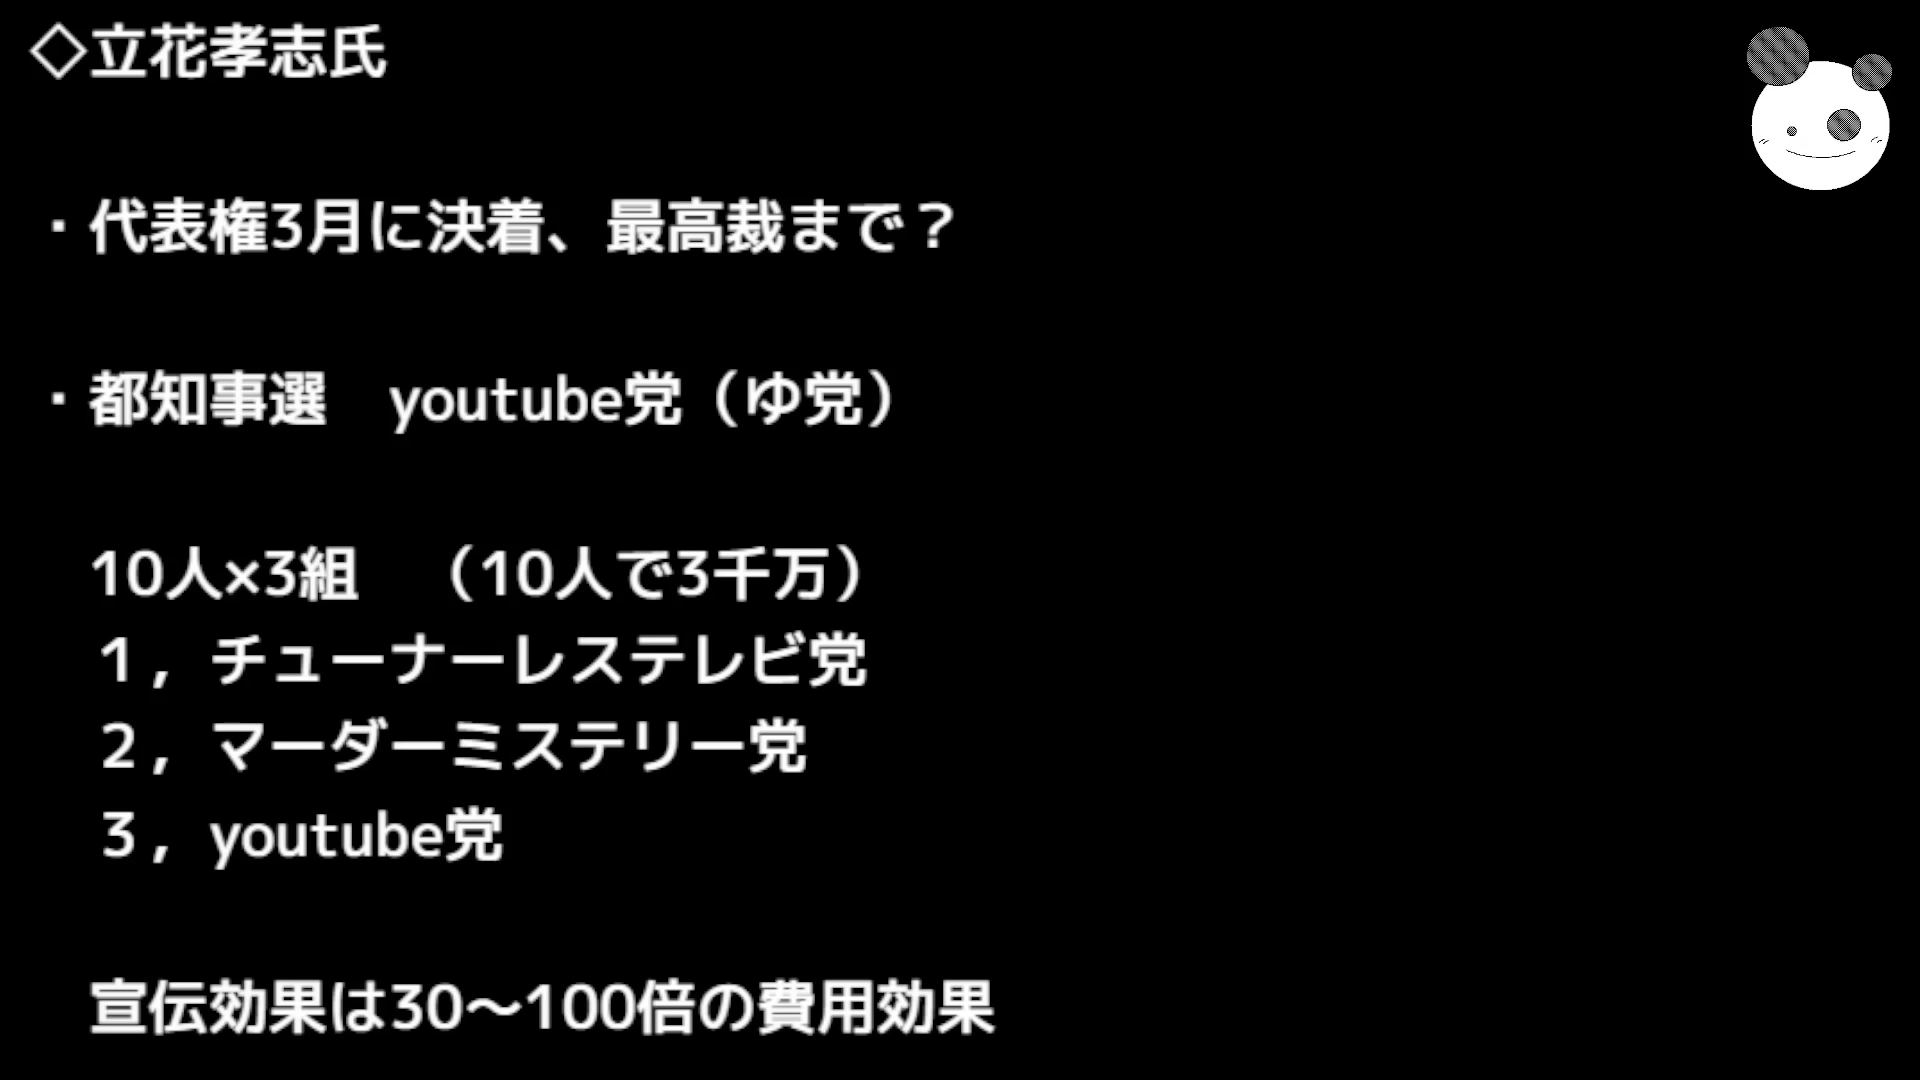 ◇立花孝志氏
・代表権3月に決着、最高裁まで？
・都知事選　youtube党（ゆ党）
10人×3組　（10人で3千万）
１，チューナーレステレビ党
２，マーダーミステリー党
３，youtube党
宣伝効果は30～100倍の費用効果